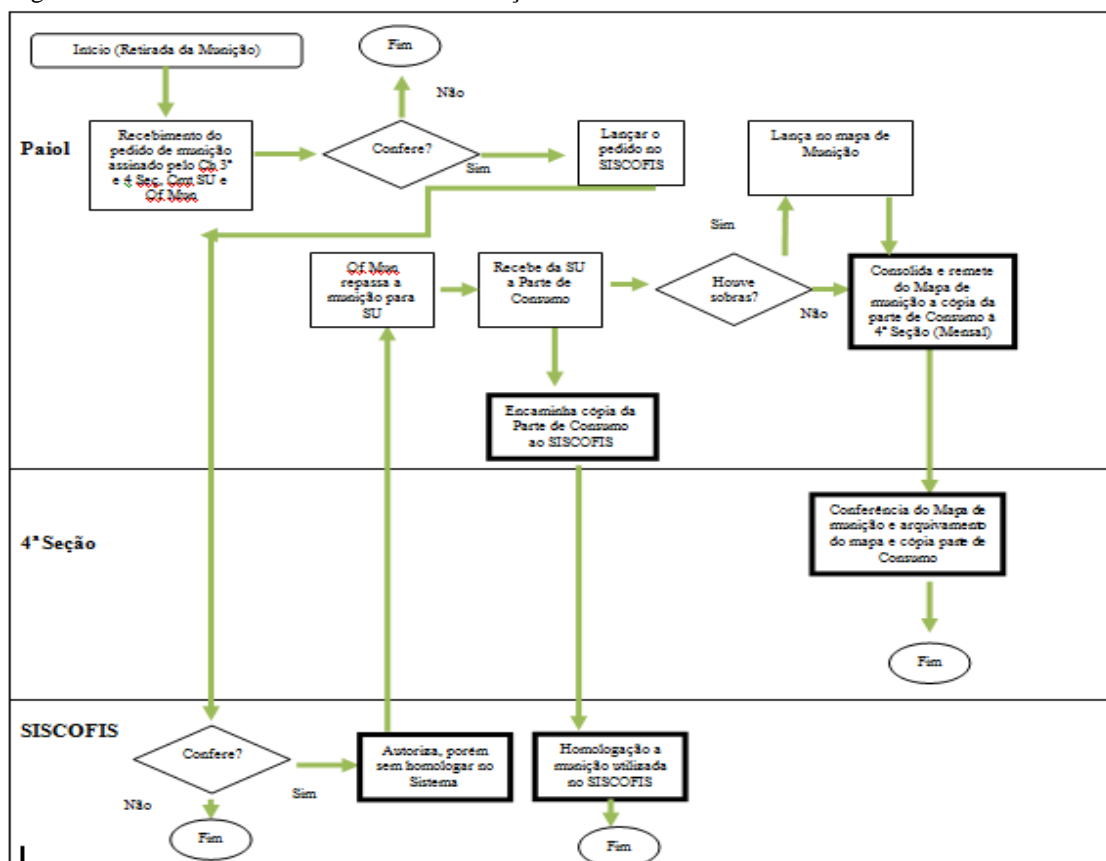 Início (Retirada da Munição)
Fim
Não
Paiol
Recebimento do
pedido de munição
assinado pelo Ch 3ª
e 4 Seç, Cmt SU e
Of Mun
Confere?
Sim
Lançar o
pedido no
SISCOFIS
Lança no mapa de
Munição
Sim
Of Mun
repassa a
munição para
SU
Recebe da SU
a Parte de
Consumo
Houve
sobras?
Não
Consolida e remete
do Mapa de
munição a cópia da
parte de Consumo à
4ª Seção (Mensal)
Encaminha cópia da
Parte de Consumo
ao SISCOFIS
4ª Seção
Conferência do Mapa de
munição e arquivamento
do mapa e cópia parte de
Consumo
Fim
SISCOFIS
Confere?
Não
Sim
Fim
Autoriza, porém
sem homologar no
Sistema
Homologação a
munição utilizada
no SISCOFIS
Fim